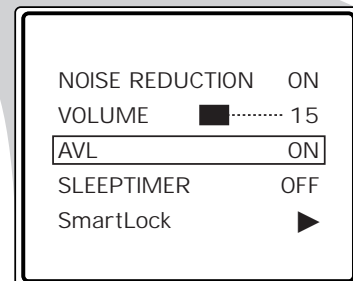 NOISE REDUCTION ON
VOLUME 15
AVL ON
SLEEPTIMER OFF
SmartLock